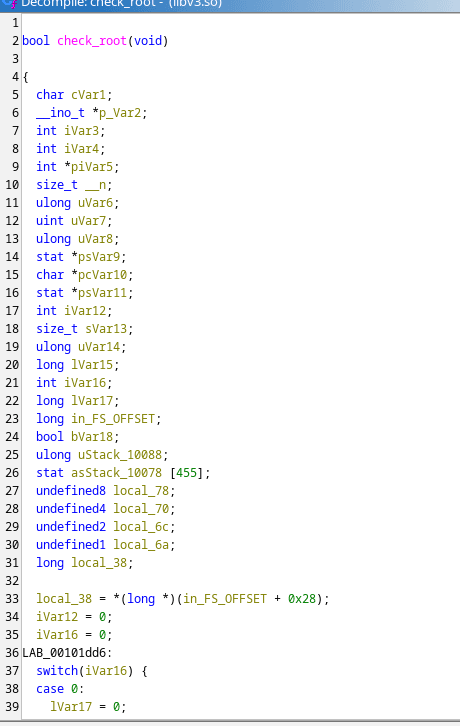 Decompile: check_root - (libv3.so)
1
2 bool check_root(void)
3
4 {
5 char cVar1;
6 __ino_t *p_Var2;
7 int iVar3;
8 int iVar4;
9 int *piVar5;
10 size_t __n;
11 ulong uVar6;
12 uint uVar7;
13 ulong uVar8;
14 stat *psVar9;
15 char *pcVar10;
16 stat *psVar11;
17 int iVar12;
18 size_t sVar13;
19 ulong uVar14;
20 long lVar15;
21 int iVar16;
22 long lVar17;
23 long in_FS_OFFSET;
24 bool bVar18;
25 ulong uStack_10088;
26 stat asStack_10078 [455];
27 undefined8 local_78;
28 undefined4 local_70;
29 undefined2 local_6c;
30 undefined1 local_6a;
31 long local_38;
32
33 local_38 = *(long *)(in_FS_OFFSET + 0x28);
34 iVar12 = 0;
35 iVar16 = 0;
36 LAB_00101dd6:
37 switch(iVar16) {
38 case 0:
39 lVar17 = 0;